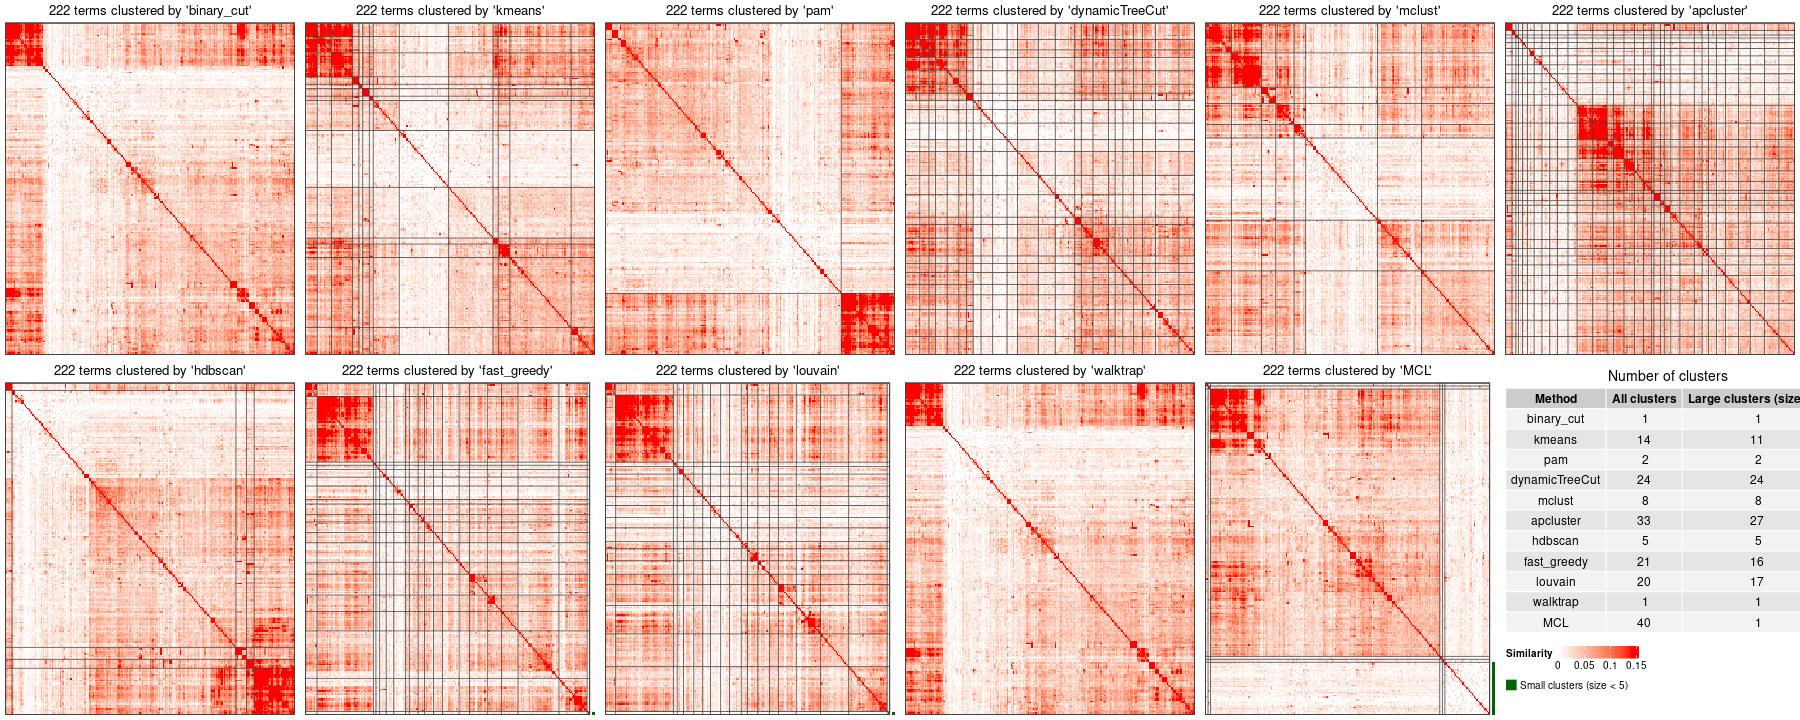 222 terms clustered by 'binary_cut'
222 terms clustered by 'kmeans'
222 terms clustered by 'pam'
222 terms clustered by 'dynamicTreeCut'
222 terms clustered by 'mclust'
222 terms clustered by 'apcluster'
222 terms clustered by 'hdbscan'
222 terms clustered by 'fast_greedy'
222 terms clustered by 'louvain'
222 terms clustered by 'walktrap'
222 terms clustered by 'MCL'
Number of clusters
Method All clusters Large clusters (size
binary_cut 1 1
kmeans 14 11
pam 2 2
dynamicTreeCut 24 24
mclust 8 8
apcluster 33 27
hdbscan 5 5
fast_greedy 21 16
louvain 20 17
walktrap 1 1
MCL 40 1
Similarity
0 0.05 0.1 0.15
Small clusters (size < 5)